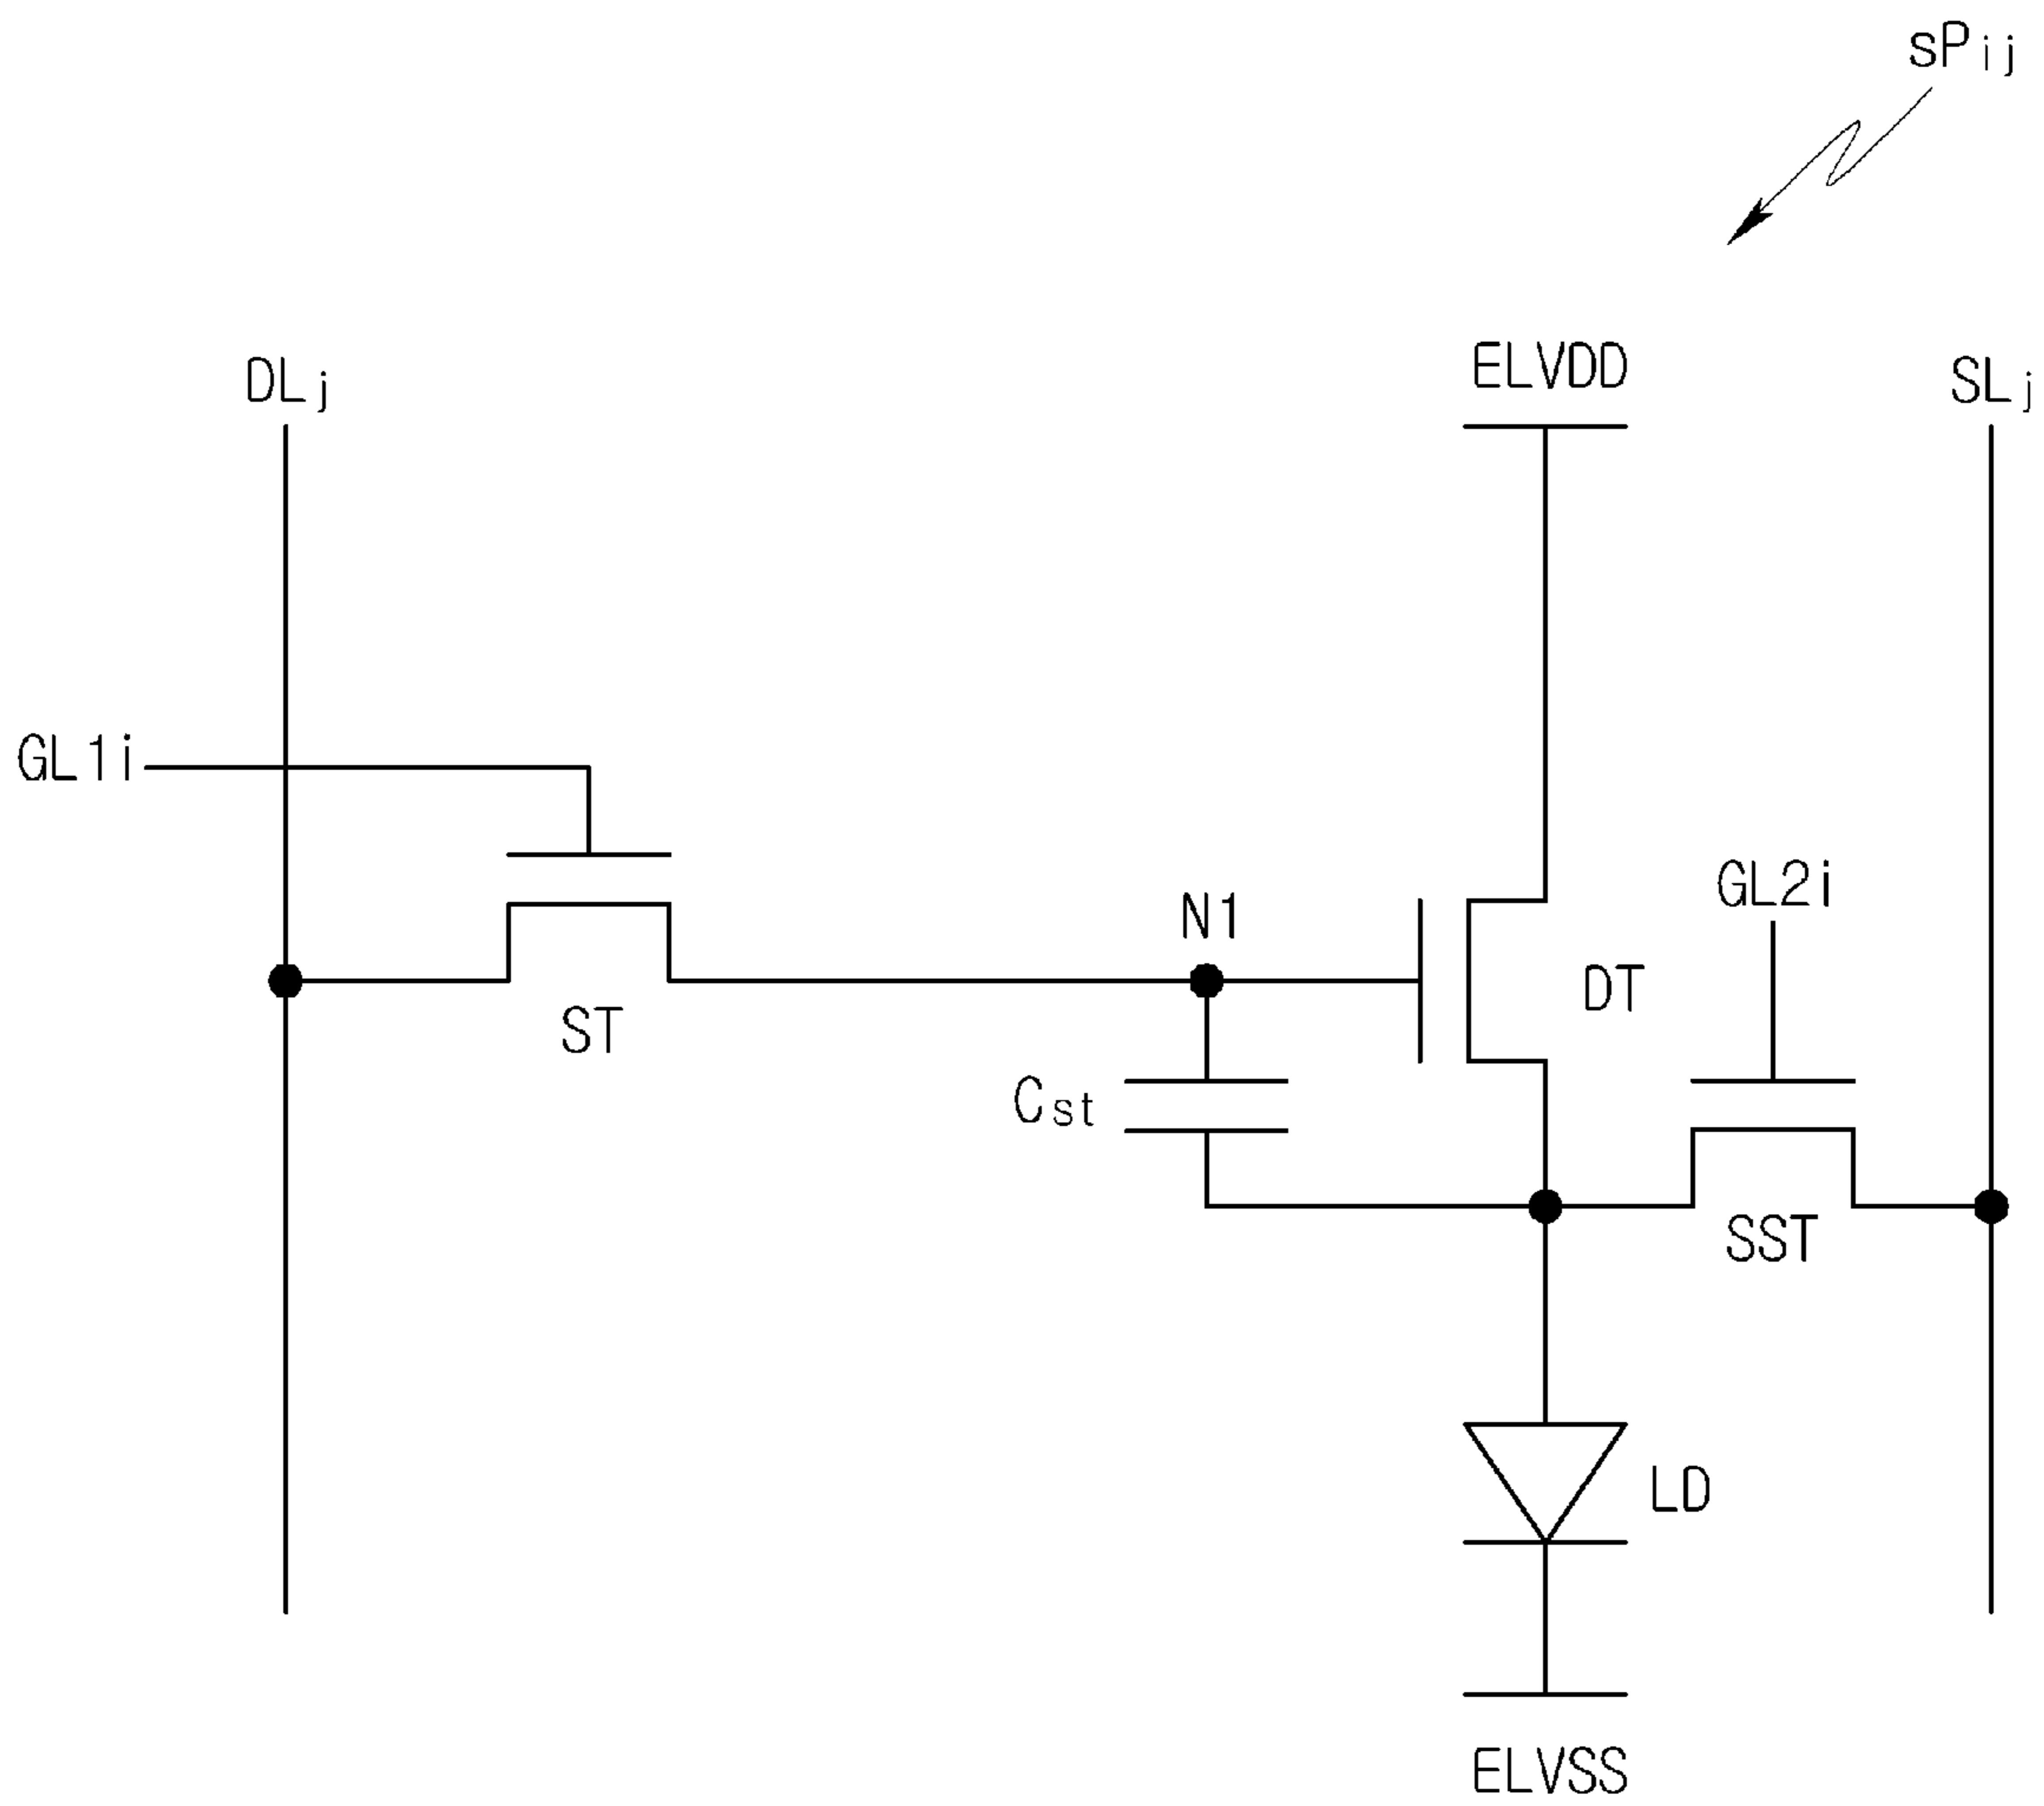 sPij
DLj
ELVDD
SLj
GL1i
GL2i
N1
DT
ST
Cst
SST
LD
ELVSS